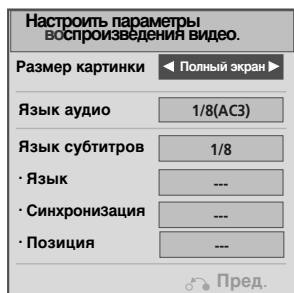 Настроить параметры
воспроизведения видео.
Размер картинки ◀ Полный экран ▶
Язык аудио 1/8(AC3)
Язык субтитров 1/8
· Язык ---
· Синхронизация ---
· Позиция ---
Пред.